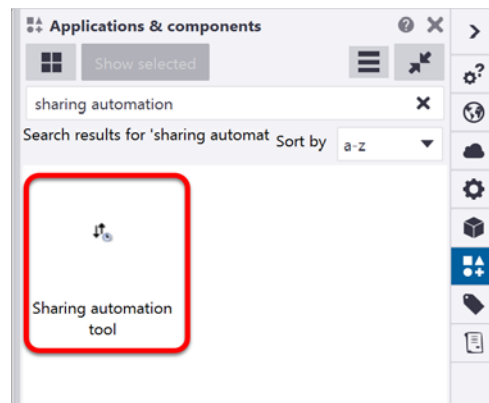 Applications & components
Show selected
sharing automation
Search results for 'sharing automat Sort by a-z
Sharing automation
tool